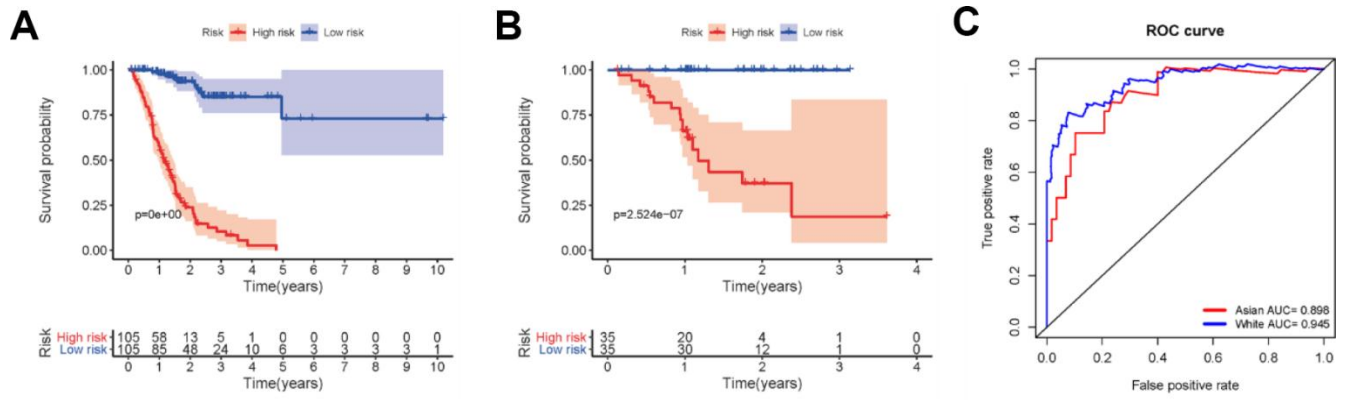 A
Risk High risk Low risk
Survival probability
1.00
0.75
0.50
0.25
0.00
p=0e+00
0 1 2 3 4 5 6 7 8 9 10
Time(years)
Risk
High risk 105 58 13 5 1 0 0 0 0 0 0
Low risk 105 85 48 24 10 6 3 3 3 3 1
0 1 2 3 4 5 6 7 8 9 10
Time(years)
B
Risk High risk Low risk
Survival probability
1.00
0.75
0.50
0.25
0.00
p=2.524e−07
0 1 2 3 4
Time(years)
Risk
High risk 35 20 4 1 0
Low risk 35 30 12 1 0
0 1 2 3 4
Time(years)
C
ROC curve
True positive rate
1.0
0.8
0.6
0.4
0.2
0.0
Asian AUC= 0.898
White AUC= 0.945
0.0 0.2 0.4 0.6 0.8 1.0
False positive rate